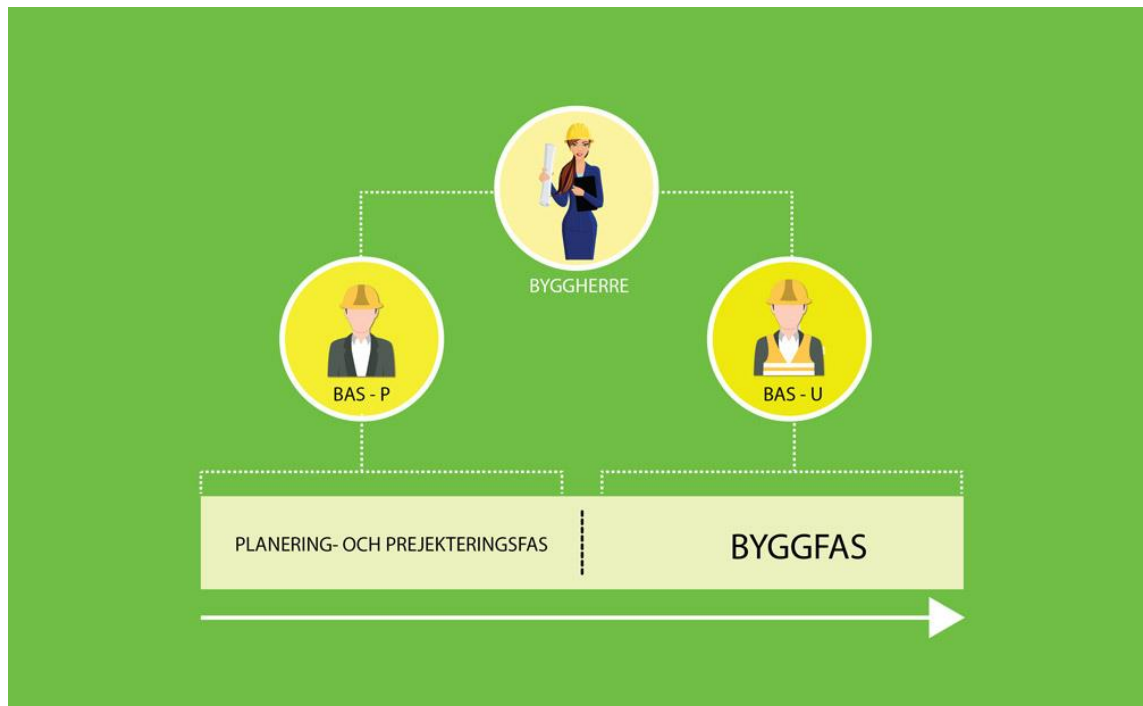 BYGGHERRE
BAS - P
BAS - U
PLANERING- OCH PREJEKTERINGSFAS
BYGGFAS